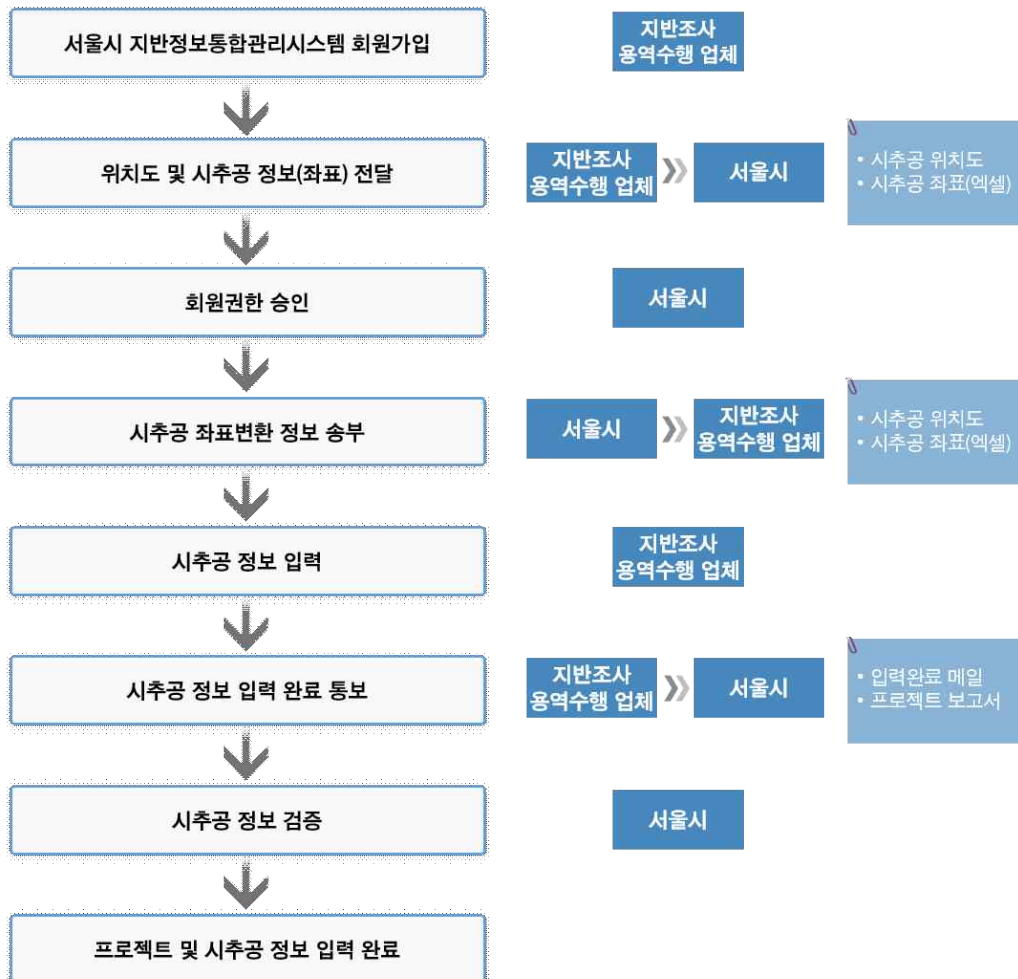 서울시 지반정보통합관리시스템 회원가입
지반조사
용역수행 업체
위치도 및 시추공 정보(좌표) 전달
지반조사
용역수행 업체
서울시
• 시추공 위치도
• 시추공 좌표(엑셀)
회원권한 승인
서울시
시추공 좌표변환 정보 송부
서울시
지반조사
용역수행 업체
• 시추공 위치도
• 시추공 좌표(엑셀)
시추공 정보 입력
지반조사
용역수행 업체
시추공 정보 입력 완료 통보
지반조사
용역수행 업체
서울시
• 입력완료 메일
• 프로젝트 보고서
시추공 정보 검증
서울시
프로젝트 및 시추공 정보 입력 완료